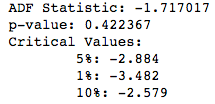 ADF Statistic: -1.717017
p-value: 0.422367
Critical Values:
5%: -2.884
1%: -3.482
10%: -2.579